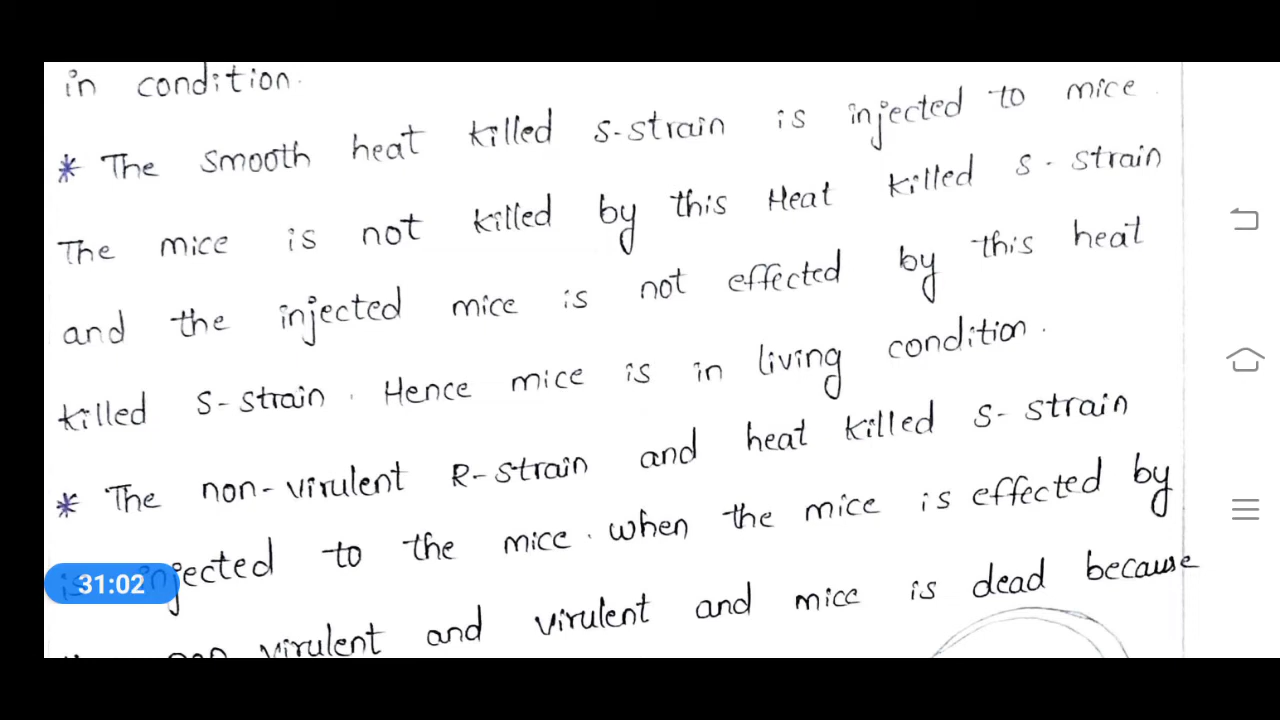 in condition.
* The smooth heat killed S-strain is injected to mice.
The mice is not killed by this Heat killed S-strain
and the injected mice is not effected by this heat
killed S-strain. Hence mice is in living condition.
* The non-virulent R-strain and heat killed S-strain
injected to the mice. when the mice is effected by
31:02
non virulent and virulent and mice is dead because